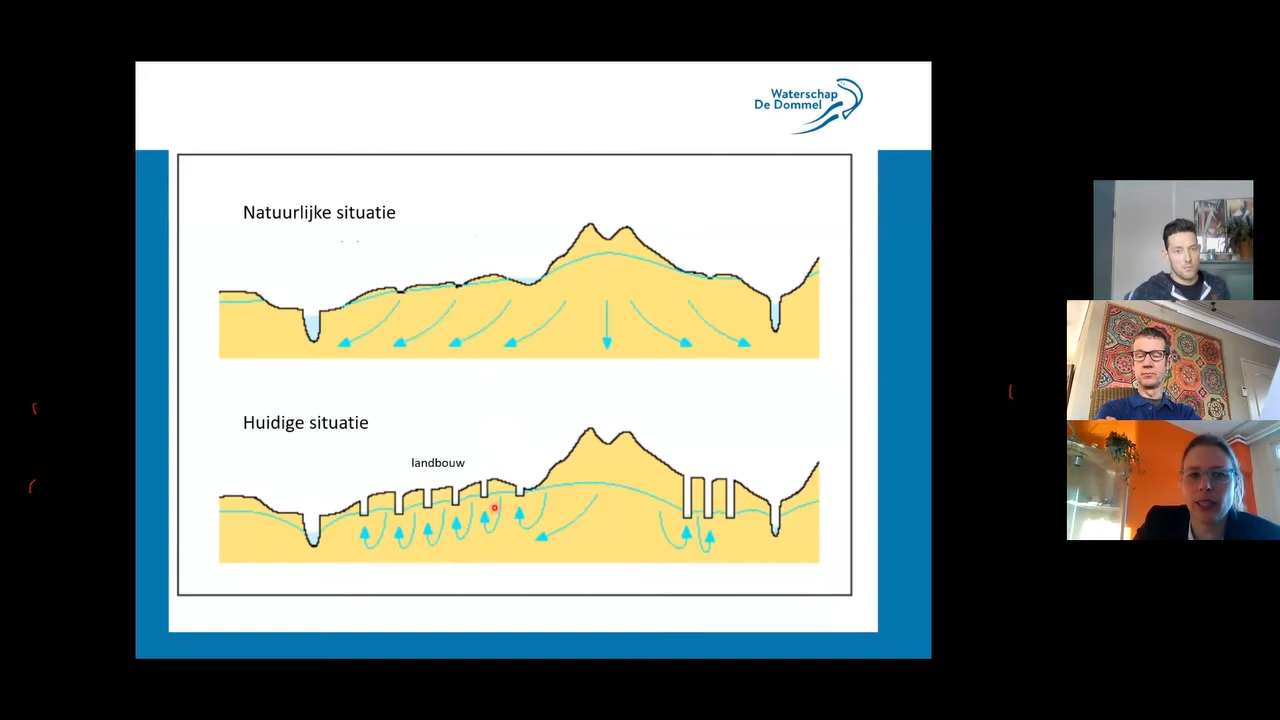 Waterschap
De Dommel
Natuurlijke situatie
Huidige situatie
landbouw